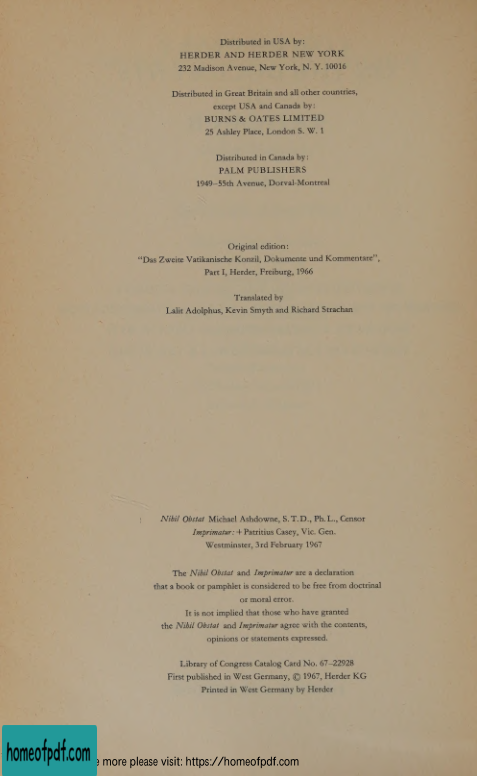 Distributed in USA by:
HERDER AND HERDER NEW YORK
232 Madison Avenue, New York, N. Y. 10016
Distributed in Great Britain and all other countries,
except USA and Canada by:
BURNS & OATES LIMITED
25 Ashley Place, London S. W. 1
Distributed in Canada by:
PALM PUBLISHERS
1949–55th Avenue, Dorval-Montreal
Original edition:
“Das Zweite Vatikanische Konzil, Dokumente und Kommentare”,
Part I, Herder, Freiburg, 1966
Translated by
Lalit Adolphus, Kevin Smyth and Richard Strachan
Nihil Obstat Michael Ashdowne, S. T. D., Ph. L., Censor
Imprimatur: + Patritius Casey, Vic. Gen.
Westminster, 3rd February 1967
The Nihil Obstat and Imprimatur are a declaration
that a book or pamphlet is considered to be free from doctrinal
or moral error.
It is not implied that those who have granted
the Nihil Obstat and Imprimatur agree with the contents,
opinions or statements expressed.
Library of Congress Catalog Card No. 67-22928
First published in West Germany, © 1967, Herder KG
Printed in West Germany by Herder
homeofpdf.com
e more please visit: https://homeofpdf.com